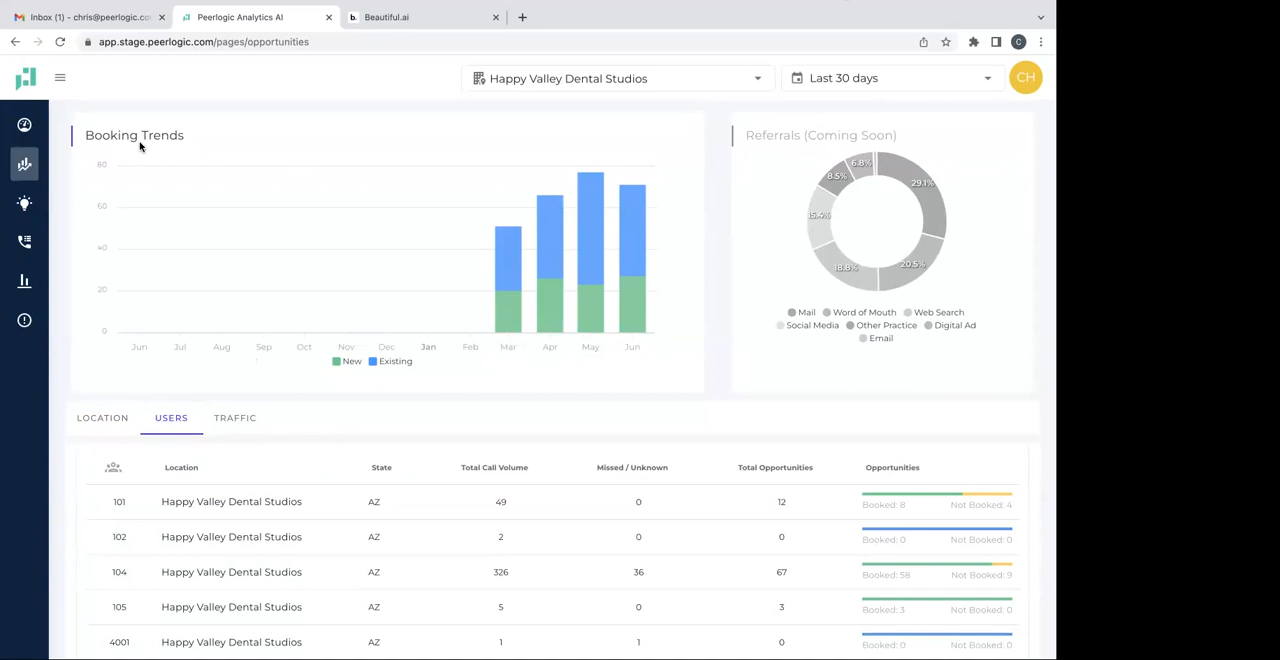 Inbox (1) - chris@peerlogic.co
Peerlogic Analytics AI
b. Beautiful.ai
app.stage.peerlogic.com/pages/opportunities
C
Happy Valley Dental Studios
Last 30 days
CH
Booking Trends
80
60
40
20
0
Jun Jul Aug Sep Oct Nov Dec Jan Feb Mar Apr May Jun
New Existing
Referrals (Coming Soon)
6.8%
8.5%
29.1%
15.4%
18.8%
20.5%
Mail Word of Mouth Web Search
Social Media Other Practice Digital Ad
Email
LOCATION USERS TRAFFIC
Location State Total Call Volume Missed / Unknown Total Opportunities Opportunities
101 Happy Valley Dental Studios AZ 49 0 12
Booked: 8 Not Booked: 4
102 Happy Valley Dental Studios AZ 2 0 0
Booked: 0 Not Booked: 0
104 Happy Valley Dental Studios AZ 326 36 67
Booked: 58 Not Booked: 9
105 Happy Valley Dental Studios AZ 5 0 3
Booked: 3 Not Booked: 0
4001 Happy Valley Dental Studios AZ 1 1 0
Booked: 0 Not Booked: 0